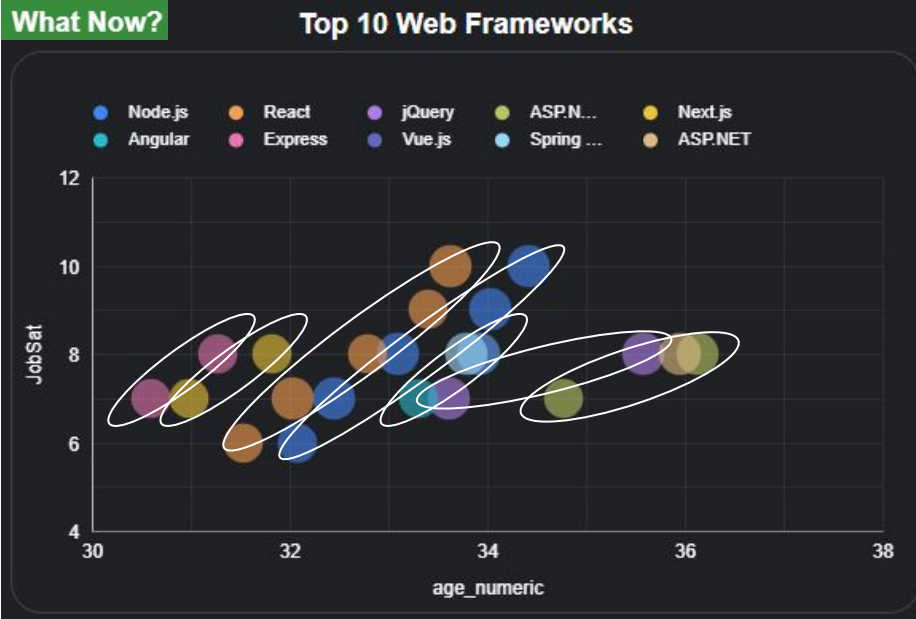 What Now?
Top 10 Web Frameworks
Node.js React jQuery ASP.N... Next.js
Angular Express Vue.js Spring ... ASP.NET
12
10
8
6
4
30 32 34 36 38
JobSat
age_numeric